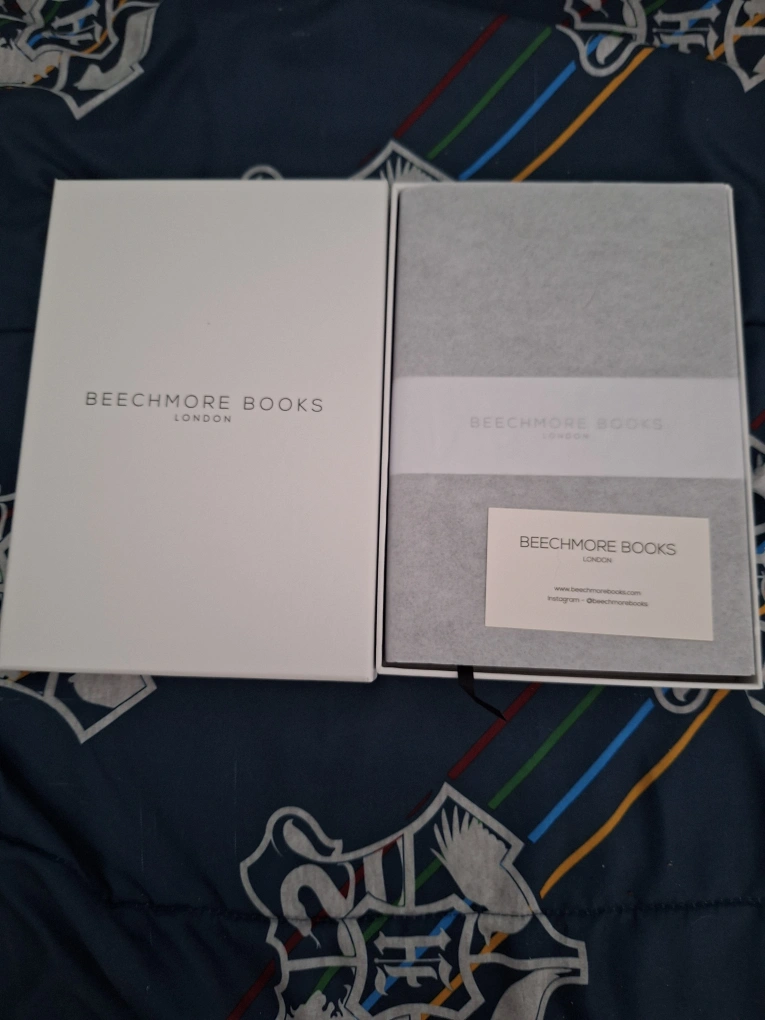 BEECHMORE BOOKS
LONDON
BEECHMORE BOOKS
LONDON
BEECHMORE BOOKS
LONDON
www.beechmorebooks.com
Instagram - @beechmorebooks
H
H
H